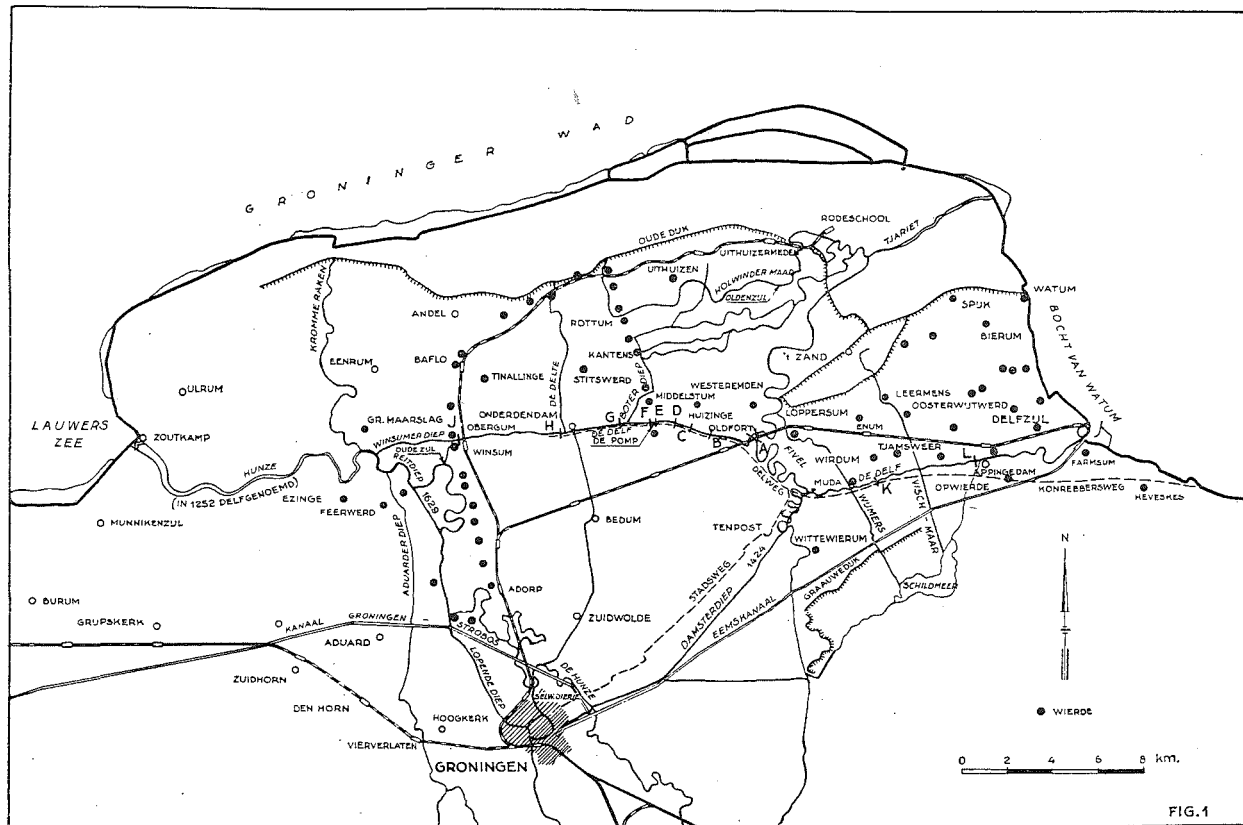 GRONINGER WAD
RODESCHOOL
OUDE DIJK
TJARIET
UITHUIZERMEDEN
UITHUIZEN
HOLWINDER MAAR
OLDENZIJL
WATUM
SPIJK
KROMME RAKEN
ANDEL
ROTTUM
BIERUM
BOCHT VAN WATUM
EENRUM
BAFLO
KANTENS
'T ZAND
ULRUM
TINALLINGE
STITSWERD
DE DELTE
BOTERDIEP
WESTEREMDEN
LEERMENS
MIDDELSTUM
OOSTERWIJTWERD
GR. MAARSLAG
ONDERDENDAM
G
F
E
D
HUIZINGE
LOPPERSUM
ENUM
DELFZIJL
LAUWERS
ZEE
ZOUTKAMP
J
OBERGUM
H
DE DELF
DE POMP
C
OLDFORT
B
A
WINSUMER DIEP
OUDE ZIJL
WINSUM
REITDIEP
1629
FIVEL
TJAMSWEER
L
FARMSUM
HUNZE
(IN 1252 DELF GENOEMD)
WIRDUM
APPINGEDAM
EZINGE
DELWEG
MUDA
DE DELF
K
OPWIERDE
KONREBBERSWEG
HEVESKES
FEERWERD
MUNNIKENZIJL
BEDUM
TENPOST
WIJMERS
VISCH-MAAR
ADUARDER DIEP
WITTEWIERUM
N
STADSWEG
1424
DAMSTERDIEP
GRAAUWEDIJK
SCHILDMEER
ADORP
EEMSKANAAL
BURUM
GRIJPSKERK
KANAAL
GRONINGEN
STROBOS
ZUIDWOLDE
ADUARD
ZUIDHORN
LOPENDE DIEP
DE HUNZE
SELW. DIEPJE
DEN HORN
HOOGKERK
WIERDE
VIERVERLATEN
GRONINGEN
0 2 4 6 8 km.
FIG.1